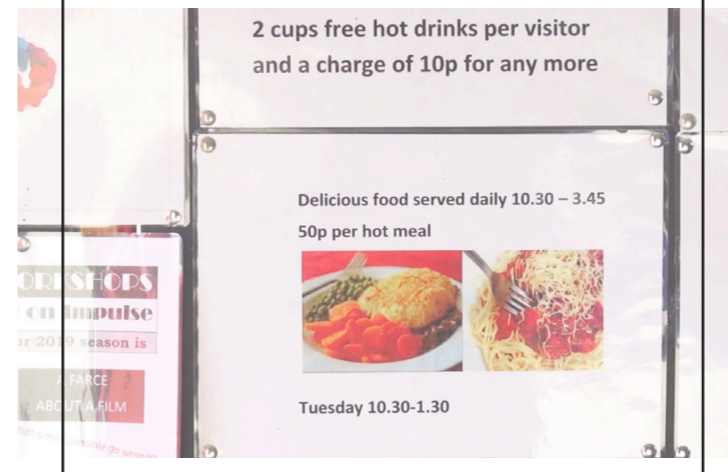 2 cups free hot drinks per visitor
and a charge of 10p for any more
Delicious food served daily 10.30 – 3.45
50p per hot meal
Tuesday 10.30-1.30
ORKSHOPS
on Impulse
ur 2019 season is
A FARCE
ABOUT A FILM